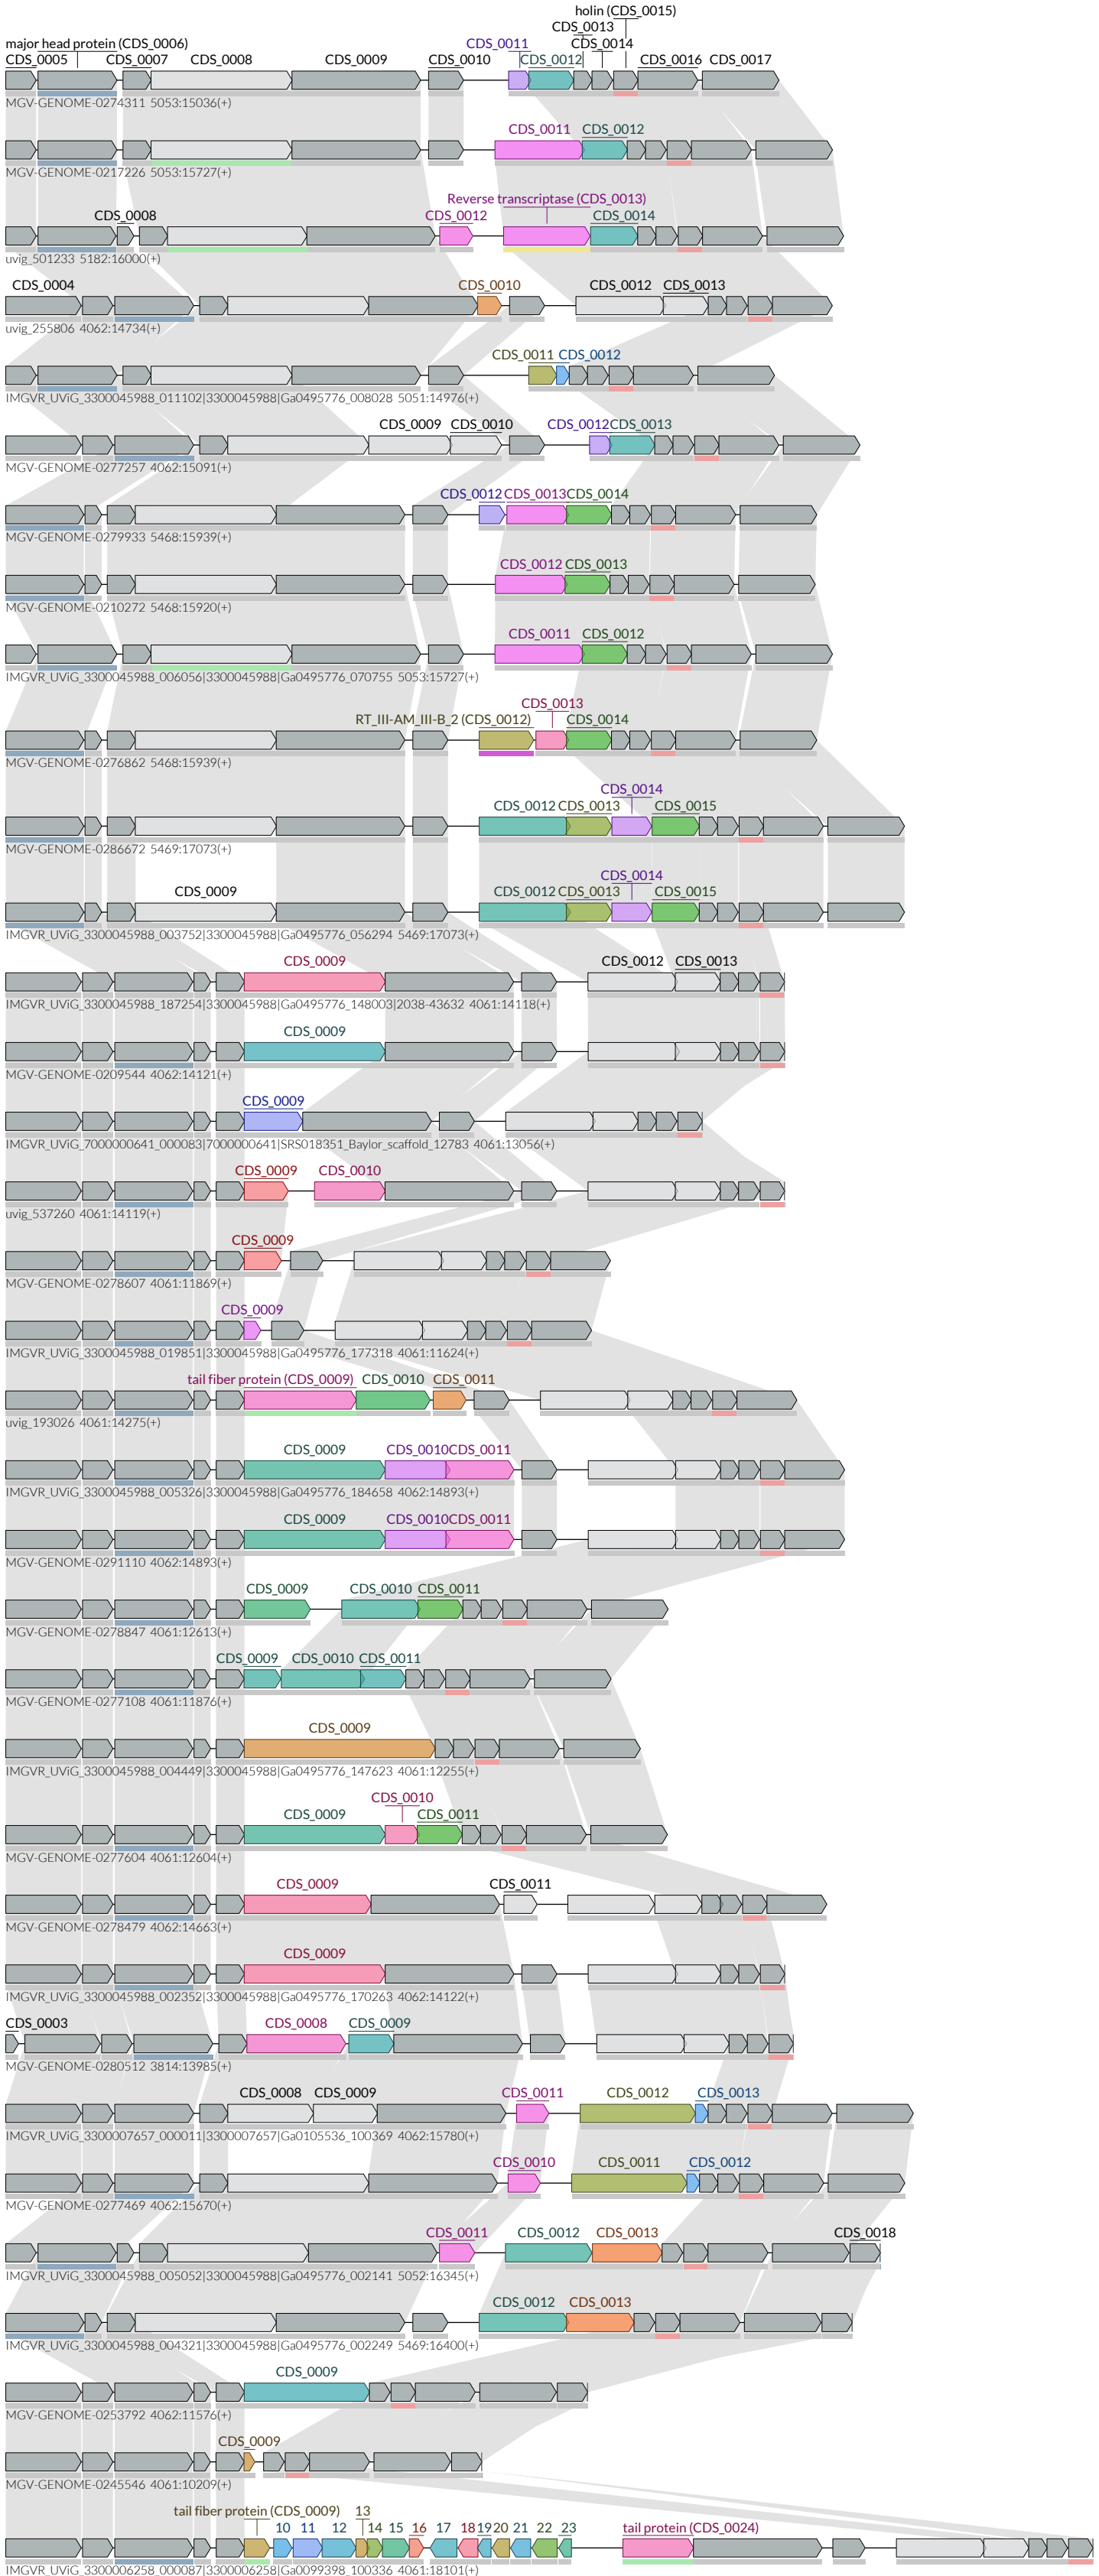 holin (CDS_0015)
CDS_0013
major head protein (CDS_0006) CDS_0011 CDS_0014
CDS_0005 CDS_0007 CDS_0008 CDS_0009 CDS_0010 CDS_0012 CDS_0016 CDS_0017
MGV-GENOME-0274311 5053:15036(+)
CDS_0011 CDS_0012
MGV-GENOME-0217226 5053:15727(+)
Reverse transcriptase (CDS_0013)
CDS_0008 CDS_0012 CDS_0014
uvig_501233 5182:16000(+)
CDS_0004 CDS_0010 CDS_0012 CDS_0013
uvig_255806 4062:14734(+)
CDS_0011 CDS_0012
IMGVR_UViG_3300045988_011102|3300045988|Ga0495776_008028 5051:14976(+)
CDS_0009 CDS_0010 CDS_0012 CDS_0013
MGV-GENOME-0277257 4062:15091(+)
CDS_0012 CDS_0013 CDS_0014
MGV-GENOME-0279933 5468:15939(+)
CDS_0012 CDS_0013
MGV-GENOME-0210272 5468:15920(+)
CDS_0011 CDS_0012
IMGVR_UViG_3300045988_006056|3300045988|Ga0495776_070755 5053:15727(+)
CDS_0013
RT_III-AM_III-B_2 (CDS_0012) CDS_0014
MGV-GENOME-0276862 5468:15939(+)
CDS_0014
CDS_0012 CDS_0013 CDS_0015
MGV-GENOME-0286672 5469:17073(+)
CDS_0014
CDS_0009 CDS_0012 CDS_0013 CDS_0015
IMGVR_UViG_3300045988_003752|3300045988|Ga0495776_056294 5469:17073(+)
CDS_0009 CDS_0012 CDS_0013
IMGVR_UViG_3300045988_187254|3300045988|Ga0495776_148003|2038-43632 4061:14118(+)
CDS_0009
MGV-GENOME-0209544 4062:14121(+)
CDS_0009
IMGVR_UViG_7000000641_000083|7000000641|SRS018351_Baylor_scaffold_12783 4061:13056(+)
CDS_0009 CDS_0010
uvig_537260 4061:14119(+)
CDS_0009
MGV-GENOME-0278607 4061:11869(+)
CDS_0009
IMGVR_UViG_3300045988_019851|3300045988|Ga0495776_177318 4061:11624(+)
tail fiber protein (CDS_0009) CDS_0010 CDS_0011
uvig_193026 4061:14275(+)
CDS_0009 CDS_0010 CDS_0011
IMGVR_UViG_3300045988_005326|3300045988|Ga0495776_184658 4062:14893(+)
CDS_0009 CDS_0010 CDS_0011
MGV-GENOME-0291110 4062:14893(+)
CDS_0009 CDS_0010 CDS_0011
MGV-GENOME-0278847 4061:12613(+)
CDS_0009 CDS_0010 CDS_0011
MGV-GENOME-0277108 4061:11876(+)
CDS_0009
IMGVR_UViG_3300045988_004449|3300045988|Ga0495776_147623 4061:12255(+)
CDS_0010
CDS_0009 CDS_0011
MGV-GENOME-0277604 4061:12604(+)
CDS_0009 CDS_0011
MGV-GENOME-0278479 4062:14663(+)
CDS_0009
IMGVR_UViG_3300045988_002352|3300045988|Ga0495776_170263 4062:14122(+)
CDS_0003 CDS_0008 CDS_0009
MGV-GENOME-0280512 3814:13985(+)
CDS_0008 CDS_0009 CDS_0011 CDS_0012 CDS_0013
IMGVR_UViG_3300007657_000011|3300007657|Ga0105536_100369 4062:15780(+)
CDS_0010 CDS_0011 CDS_0012
MGV-GENOME-0277469 4062:15670(+)
CDS_0011 CDS_0012 CDS_0013 CDS_0018
IMGVR_UViG_3300045988_005052|3300045988|Ga0495776_002141 5052:16345(+)
CDS_0012 CDS_0013
IMGVR_UViG_3300045988_004321|3300045988|Ga0495776_002249 5469:16400(+)
CDS_0009
MGV-GENOME-0253792 4062:11576(+)
CDS_0009
MGV-GENOME-0245546 4061:10209(+)
tail fiber protein (CDS_0009) 13
10 11 12 14 15 16 17 18 19 20 21 22 23 tail protein (CDS_0024)
IMGVR_UViG_3300006258_000087|3300006258|Ga0099398_100336 4061:18101(+)